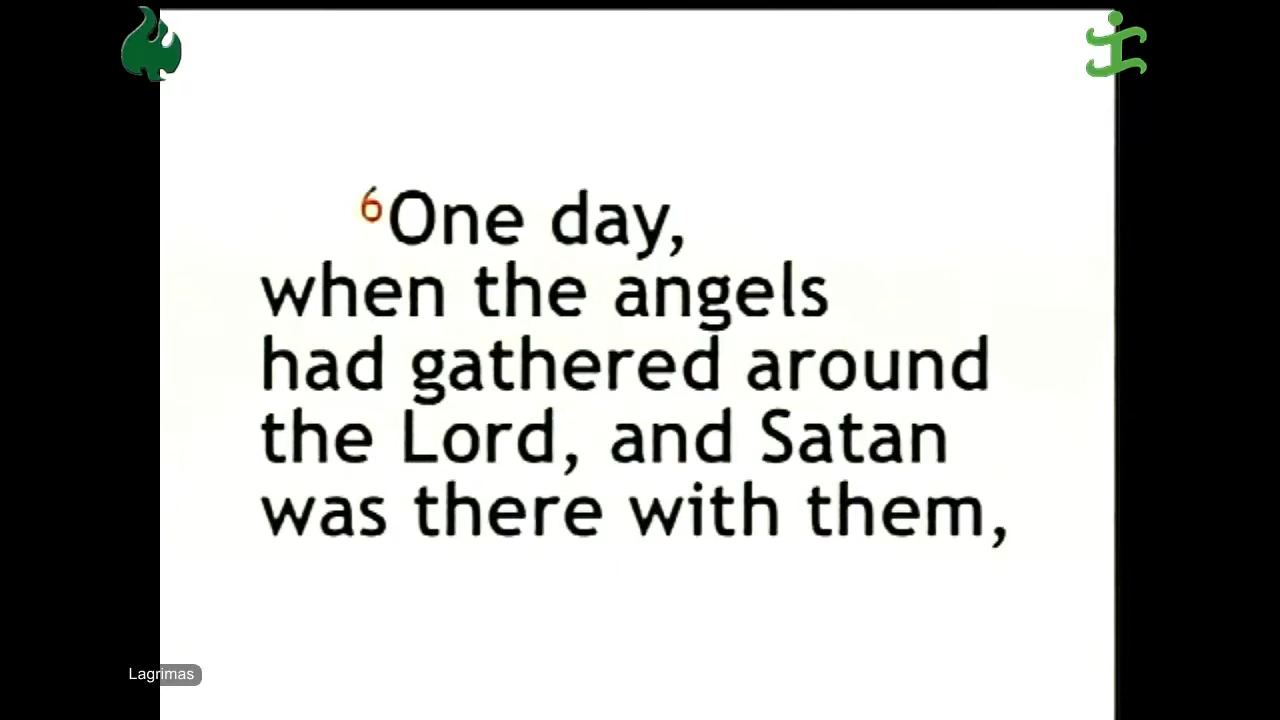 6One day,
when the angels
had gathered around
the Lord, and Satan
was there with them,
Lagrimas